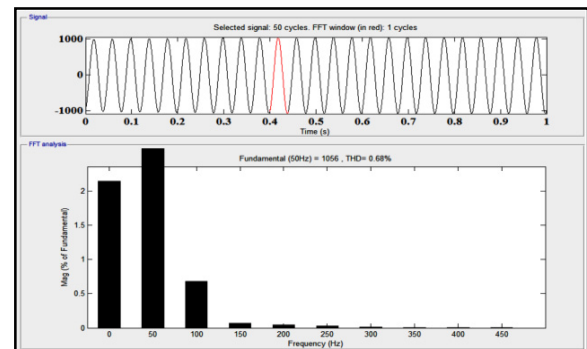 Signal
Selected signal: 50 cycles. FFT window (in red): 1 cycles
1000
0
-1000
0 0.1 0.2 0.3 0.4 0.5 0.6 0.7 0.8 0.9 1
Time (s)
FFT analysis
Fundamental (50Hz) = 1056 , THD= 0.68%
Mag (% of Fundamental)
2
1.5
1
0.5
0
0 50 100 150 200 250 300 350 400 450
Frequency (Hz)